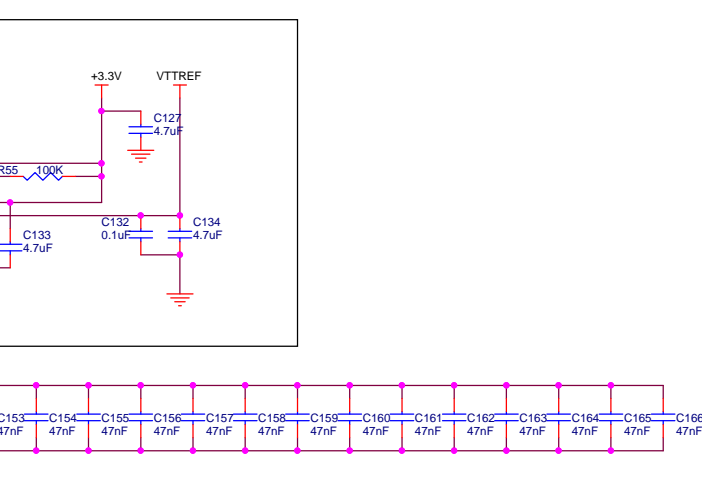 +3.3V VTTREF
C127
4.7uF
R55 100K
C132 C134
0.1uF 4.7uF
C133
4.7uF
C153 C154 C155 C156 C157 C158 C159 C160 C161 C162 C163 C164 C165 C166
47nF 47nF 47nF 47nF 47nF 47nF 47nF 47nF 47nF 47nF 47nF 47nF 47nF 47nF